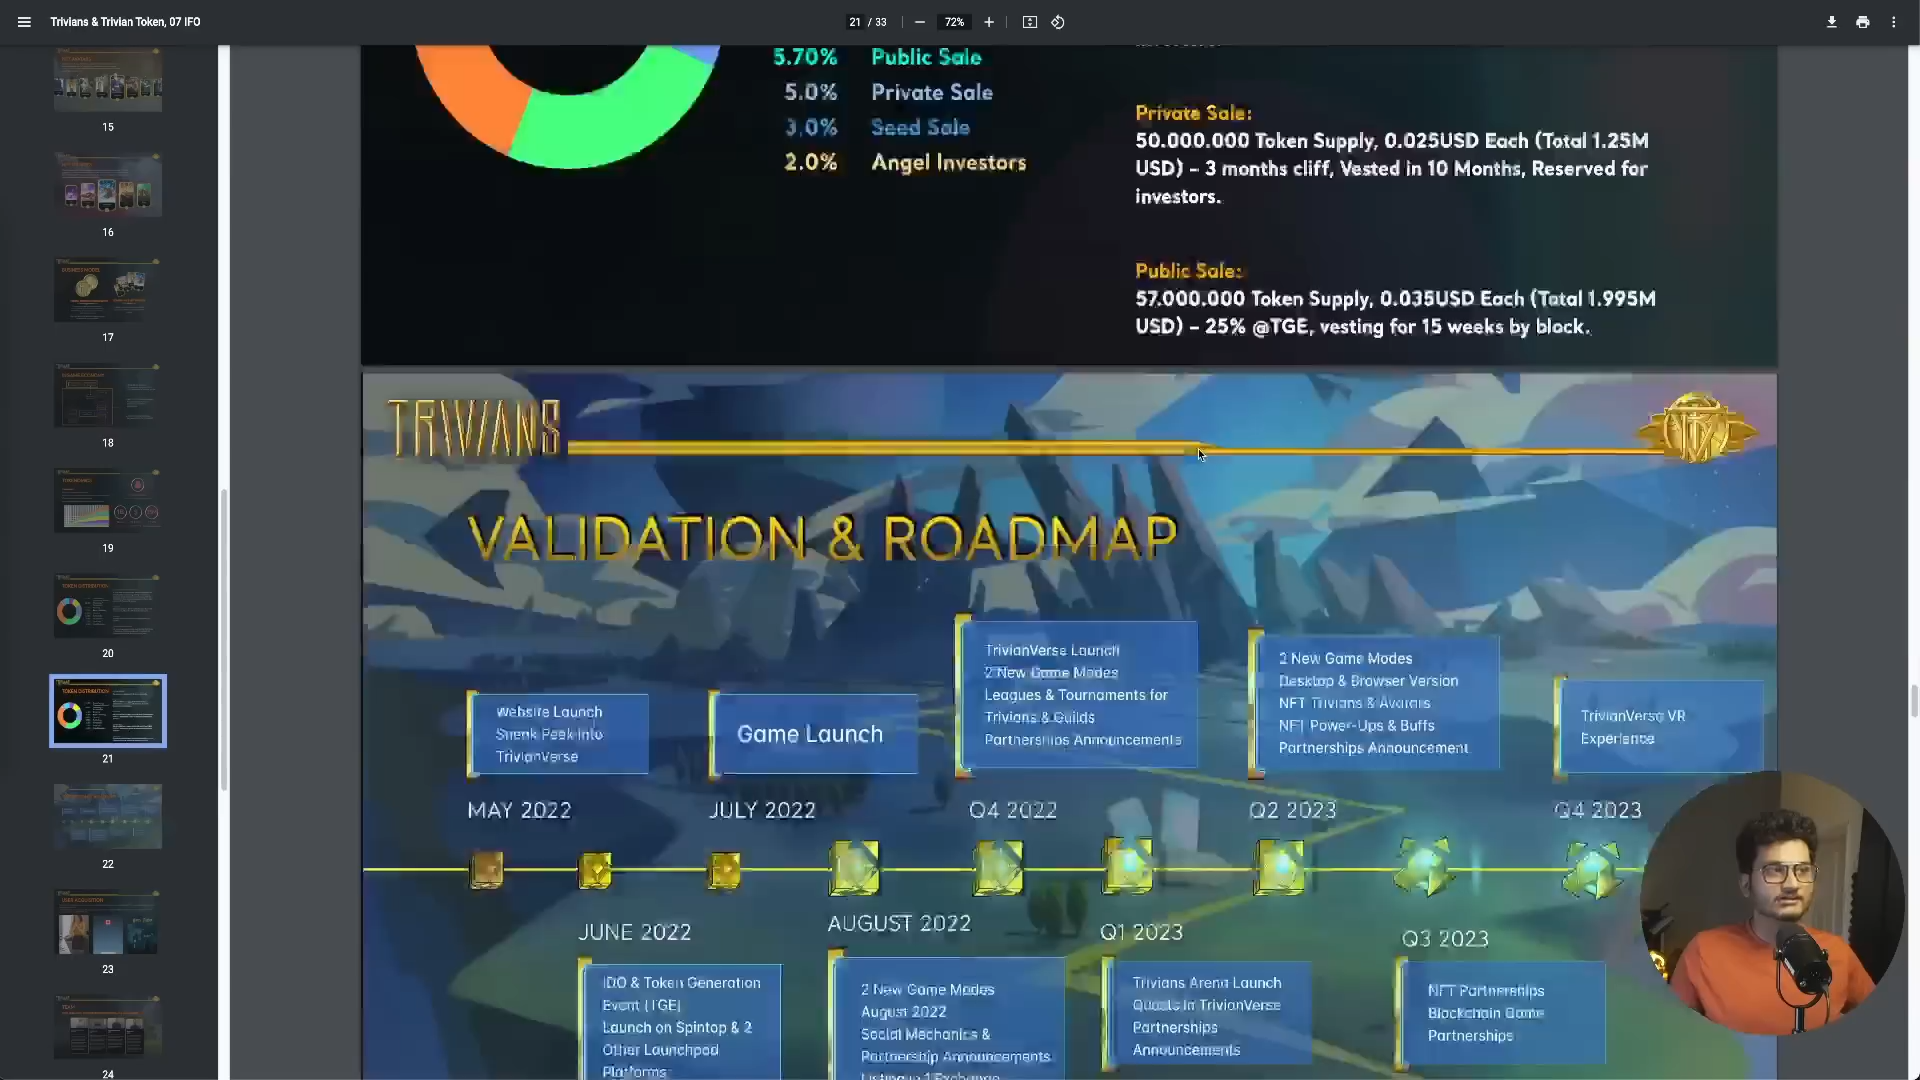 Trivians & Trivian Token, 07 IFO
21 / 33
72%
15
16
17
18
19
20
21
22
23
24
5.70% Public Sale
5.0% Private Sale
3.0% Seed Sale
2.0% Angel Investors
Private Sale:
50.000.000 Token Supply, 0.025USD Each (Total 1.25M
USD) – 3 months cliff, Vested in 10 Months, Reserved for
investors.
Public Sale:
57.000.000 Token Supply, 0.035USD Each (Total 1.995M
USD) – 25% @TGE, vesting for 15 weeks by block.
TRIVIANS
VALIDATION & ROADMAP
Website Launch
Sneak Peek into
TrivianVerse
MAY 2022
Game Launch
JULY 2022
TrivianVerse Launch
2 New Game Modes
Leagues & Tournaments for
Trivians & Guilds
Partnerships Announcements
Q4 2022
2 New Game Modes
Desktop & Browser Version
NFT Trivians & Avatars
NFT Power-Ups & Buffs
Partnerships Announcement
Q2 2023
TrivianVerse VR
Experience
Q4 2023
JUNE 2022
IDO & Token Generation
Event (TGE)
Launch on Spintop & 2
Other Launchpad
Platforms
AUGUST 2022
2 New Game Modes
August 2022
Social Mechanics &
Partnership Announcements
Listing in 1 Exchange
Q1 2023
Trivians Arena Launch
Quests in TrivianVerse
Partnerships
Announcements
Q3 2023
NFT Partnerships
Blockchain Game
Partnerships